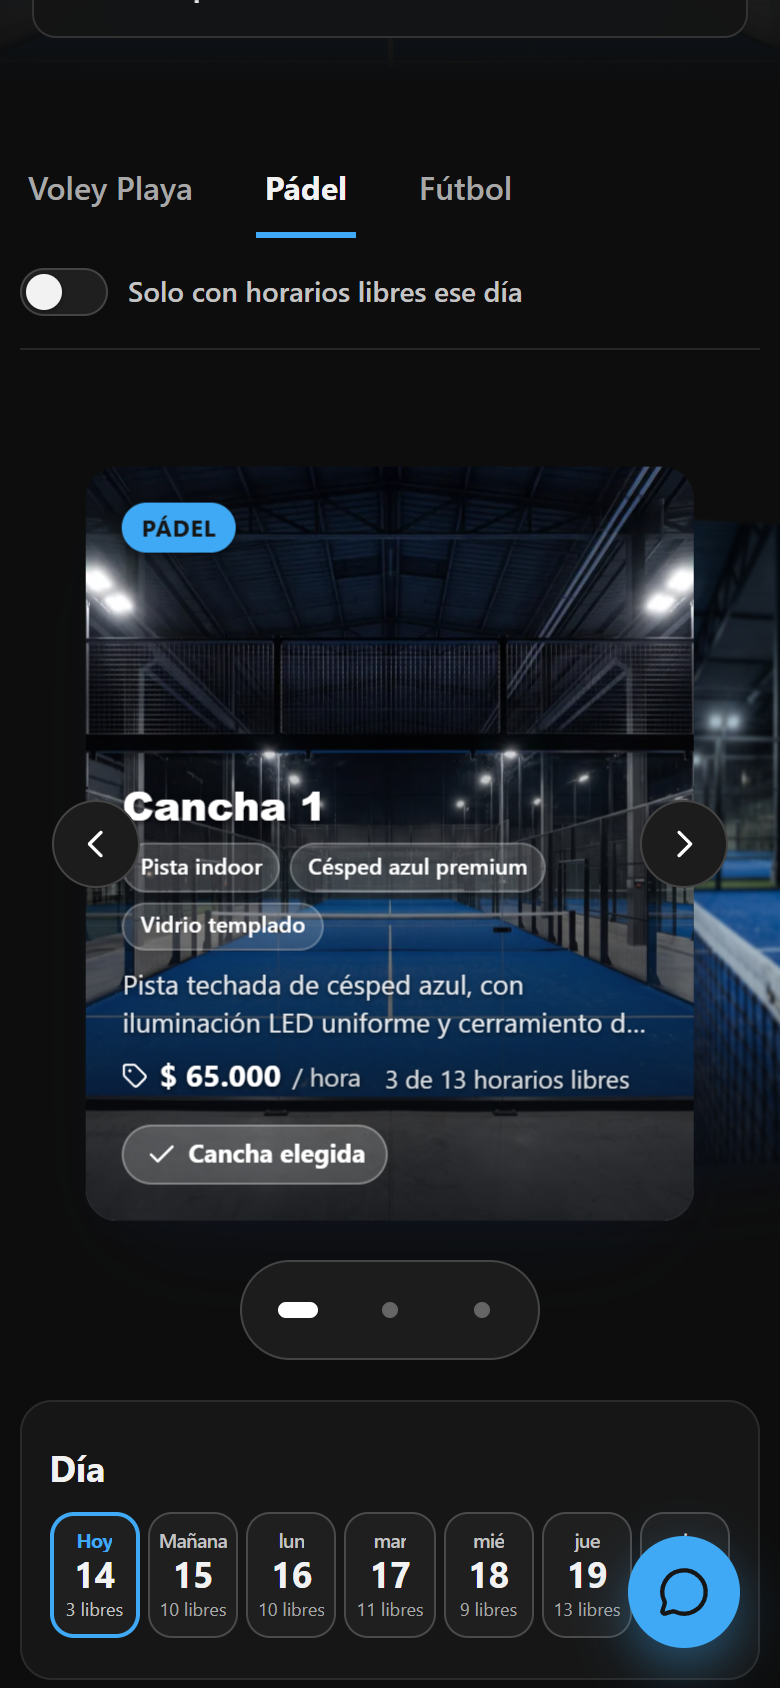 Voley Playa
Pádel
Fútbol
Solo con horarios libres ese día
PÁDEL
Cancha 1
Pista indoor
Césped azul premium
Vidrio templado
Pista techada de césped azul, con
iluminación LED uniforme y cerramiento d...
$ 65.000 / hora
3 de 13 horarios libres
Cancha elegida
Día
Hoy
14
3 libres
Mañana
15
10 libres
lun
16
10 libres
mar
17
11 libres
mié
18
9 libres
jue
19
13 libres